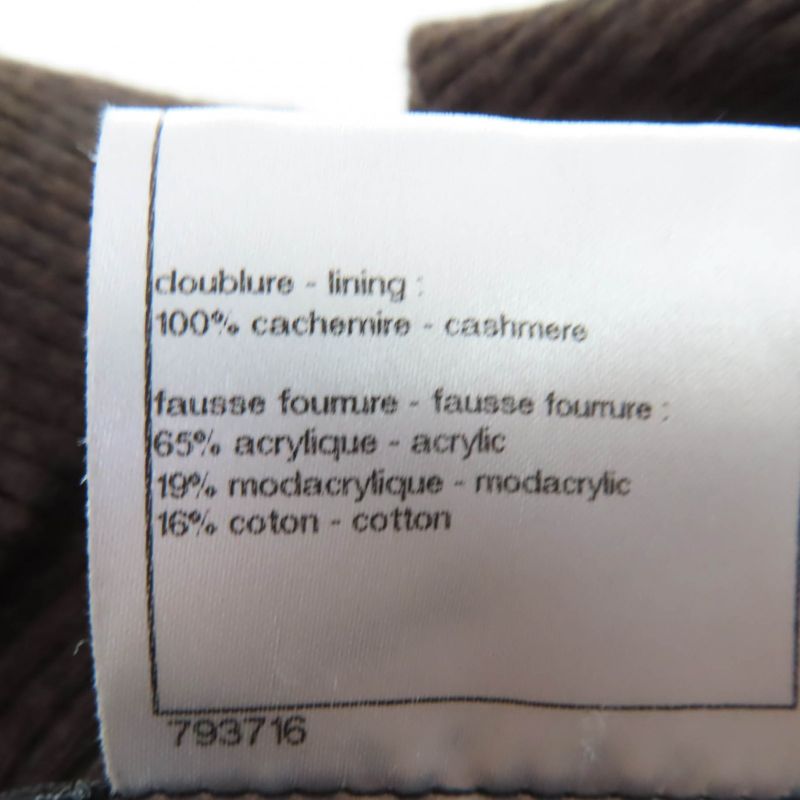 doublure - lining :
100% cachemire - cashmere
fausse fourrure - fausse fourrure :
65% acrylique - acrylic
19% modacrylique - modacrylic
16% coton - cotton
793716